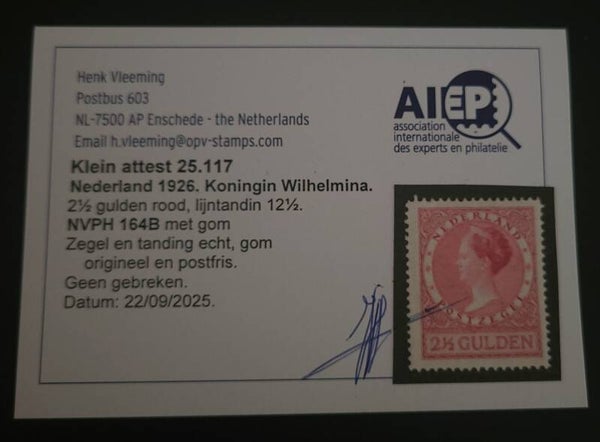 Henk Vleeming
Postbus 603
NL-7500 AP Enschede - the Netherlands
Email h.vleeming@opv-stamps.com
AIEP
association
internationale
des experts en philatelie
Klein attest 25.117
Nederland 1926. Koningin Wilhelmina.
2½ gulden rood, lijntandin 12½.
NVPH 164B met gom
Zegel en tanding echt, gom
origineel en postfris.
Geen gebreken.
Datum: 22/09/2025.
NEDERLAND
POSTZEGEL
2½ GULDEN